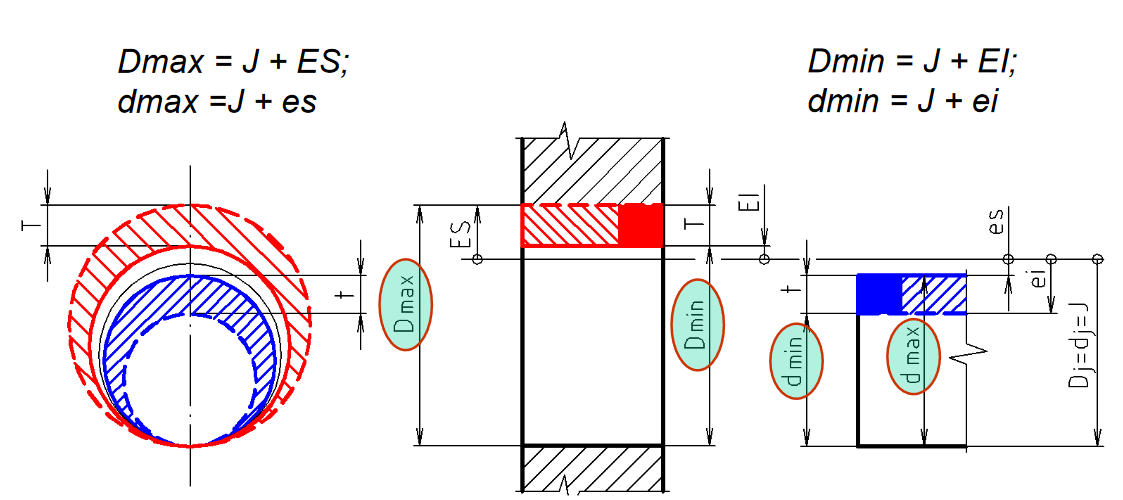 Dmax = J + ES;
dmax =J + es
Dmin = J + EI;
dmin = J + ei
T
t
ES
Dmax
T
EI
Dmin
t
dmin
dmax
es
ei
Dj=dj=J